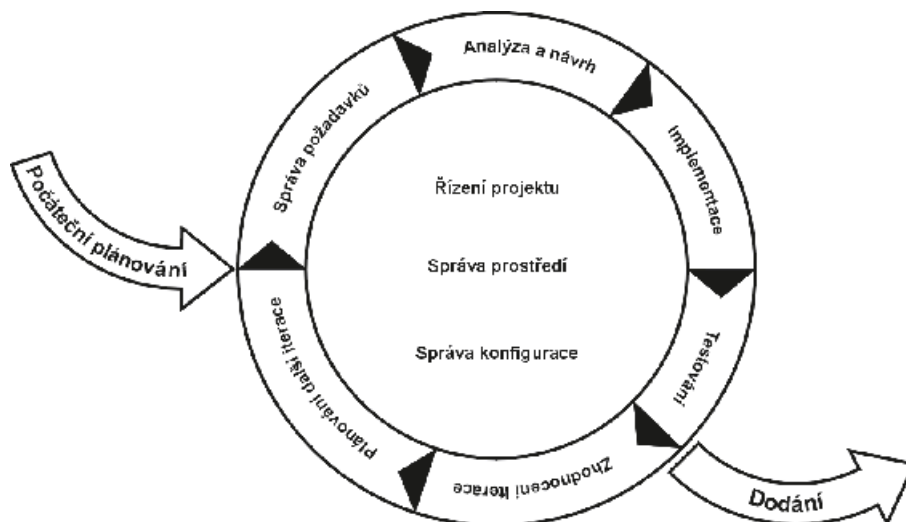 Počáteční plánování
Správa požadavků
Analýza a návrh
Implementace
Testování
Zhodnocení iterace
Plánování další iterace
Řízení projektu
Správa prostředí
Správa konfigurace
Dodání